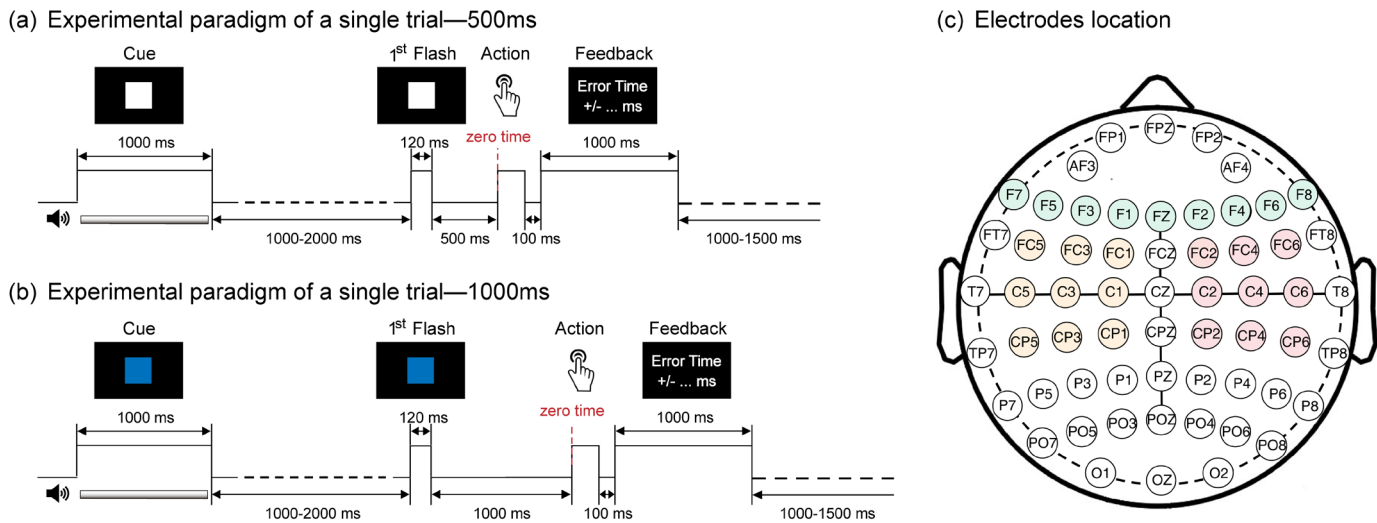 (a) Experimental paradigm of a single trial—500ms
Cue
1st Flash
Action
Feedback
Error Time
+/- ... ms
1000 ms
120 ms
zero time
1000 ms
1000-2000 ms
500 ms
100 ms
1000-1500 ms
(b) Experimental paradigm of a single trial—1000ms
Cue
1st Flash
Action
Feedback
Error Time
+/- ... ms
1000 ms
120 ms
zero time
1000 ms
1000-2000 ms
1000 ms
100 ms
1000-1500 ms
(c) Electrodes location
FP1 FPZ FP2
AF3 AF4
F7 F5 F3 F1 FZ F2 F4 F6 F8
FT7 FC5 FC3 FC1 FCZ FC2 FC4 FC6 FT8
T7 C5 C3 C1 CZ C2 C4 C6 T8
TP7 CP5 CP3 CP1 CPZ CP2 CP4 CP6 TP8
P7 P5 P3 P1 PZ P2 P4 P6 P8
PO7 PO5 PO3 POZ PO4 PO6 PO8
O1 OZ O2